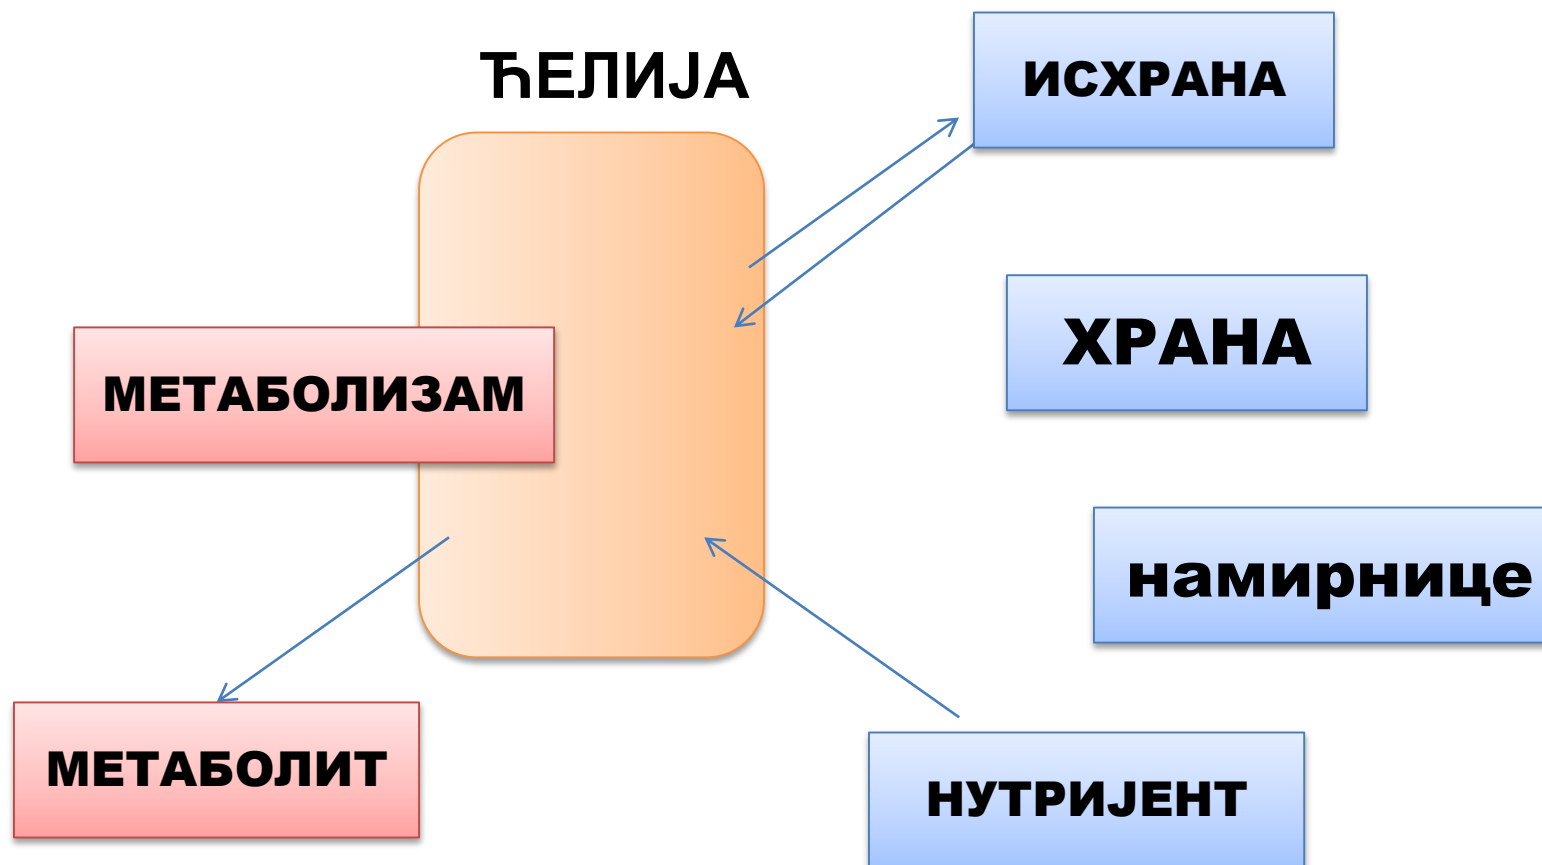 ЋЕЛИЈА
ИСХРАНА
ХРАНА
МЕТАБОЛИЗАМ
намирнице
МЕТАБОЛИТ
НУТРИЈЕНТ